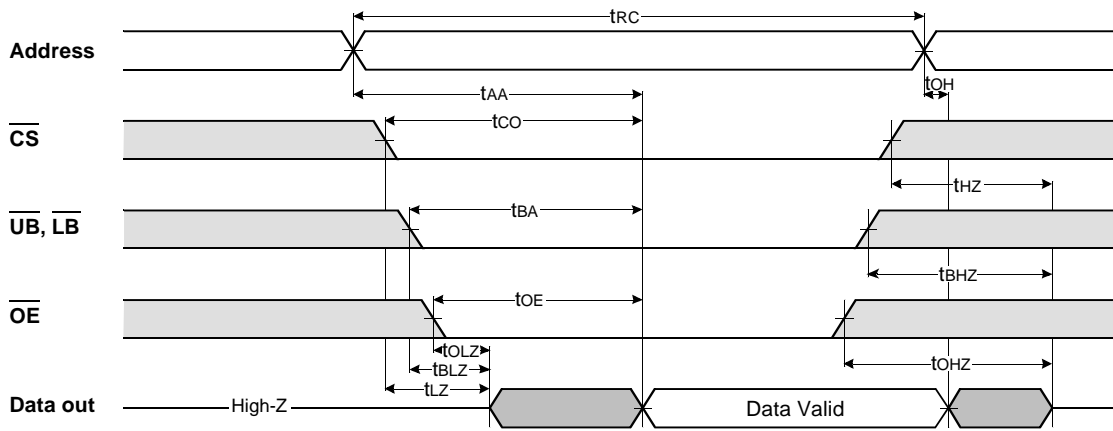 tRC
Address
tOH
tAA
tCO
CS
tHZ
tBA
UB, LB
tBHZ
tOE
OE
tOLZ
tOHZ
tBLZ
tLZ
Data out
High-Z
Data Valid